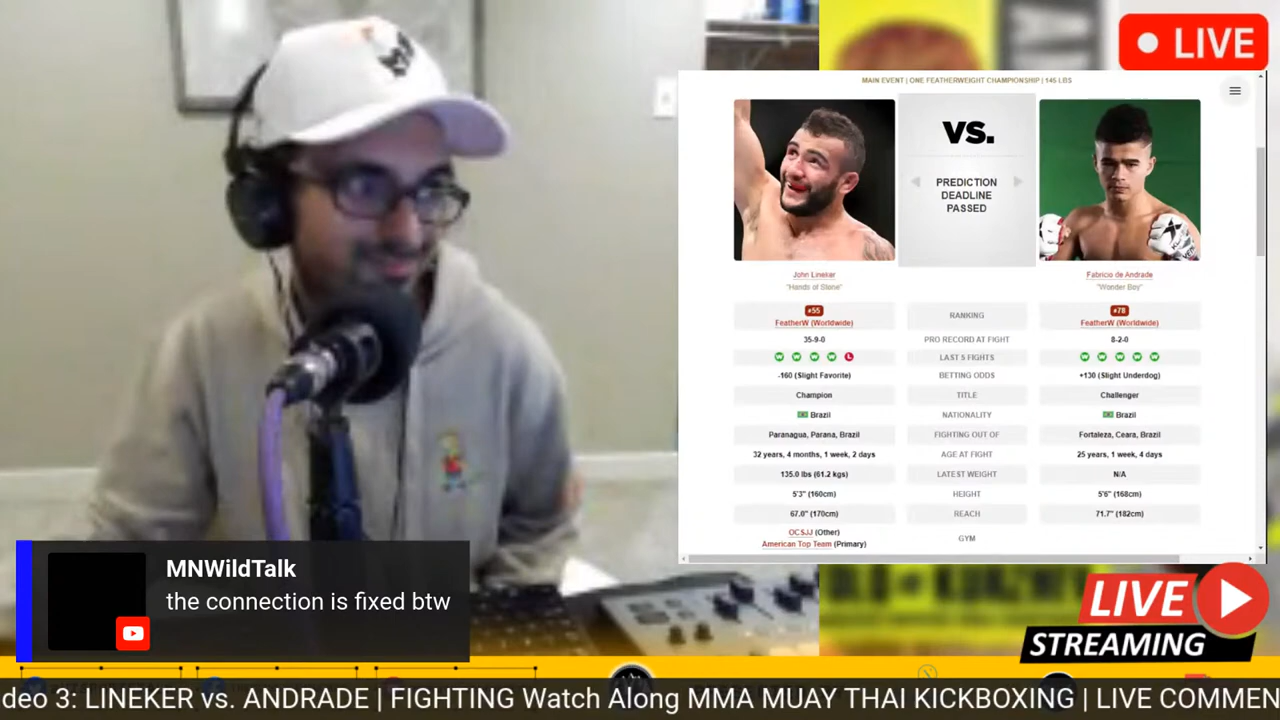 LIVE
MAIN EVENT | ONE FEATHERWEIGHT CHAMPIONSHIP | 145 LBS
VS.
PREDICTION
DEADLINE
PASSED
John Lineker
"Hands of Stone"
Fabricio de Andrade
"Wonder Boy"
#55
FeatherW (Worldwide)
RANKING
#78
FeatherW (Worldwide)
35-9-0
PRO RECORD AT FIGHT
8-2-0
W W W W L
LAST 5 FIGHTS
W W W W W
-160 (Slight Favorite)
BETTING ODDS
+130 (Slight Underdog)
Champion
TITLE
Challenger
Brazil
NATIONALITY
Brazil
Paranagua, Parana, Brazil
FIGHTING OUT OF
Fortaleza, Ceara, Brazil
32 years, 4 months, 1 week, 2 days
AGE AT FIGHT
25 years, 1 week, 4 days
135.0 lbs (61.2 kgs)
LATEST WEIGHT
N/A
5'3" (160cm)
HEIGHT
5'6" (168cm)
67.0" (170cm)
REACH
71.7" (182cm)
OCSJJ (Other)
American Top Team (Primary)
GYM
MNWildTalk
the connection is fixed btw
LIVE
STREAMING
deo 3: LINEKER vs. ANDRADE | FIGHTING Watch Along MMA MUAY THAI KICKBOXING | LIVE COMMEN